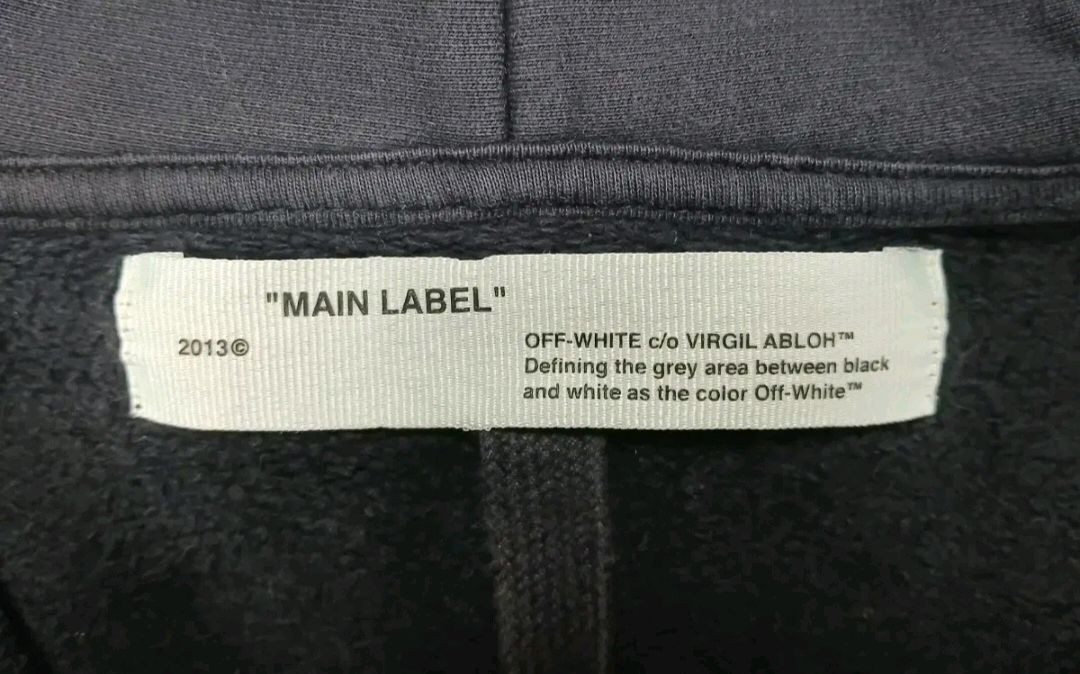 "MAIN LABEL"
2013©
OFF-WHITE c/o VIRGIL ABLOH™
Defining the grey area between black
and white as the color Off-White™